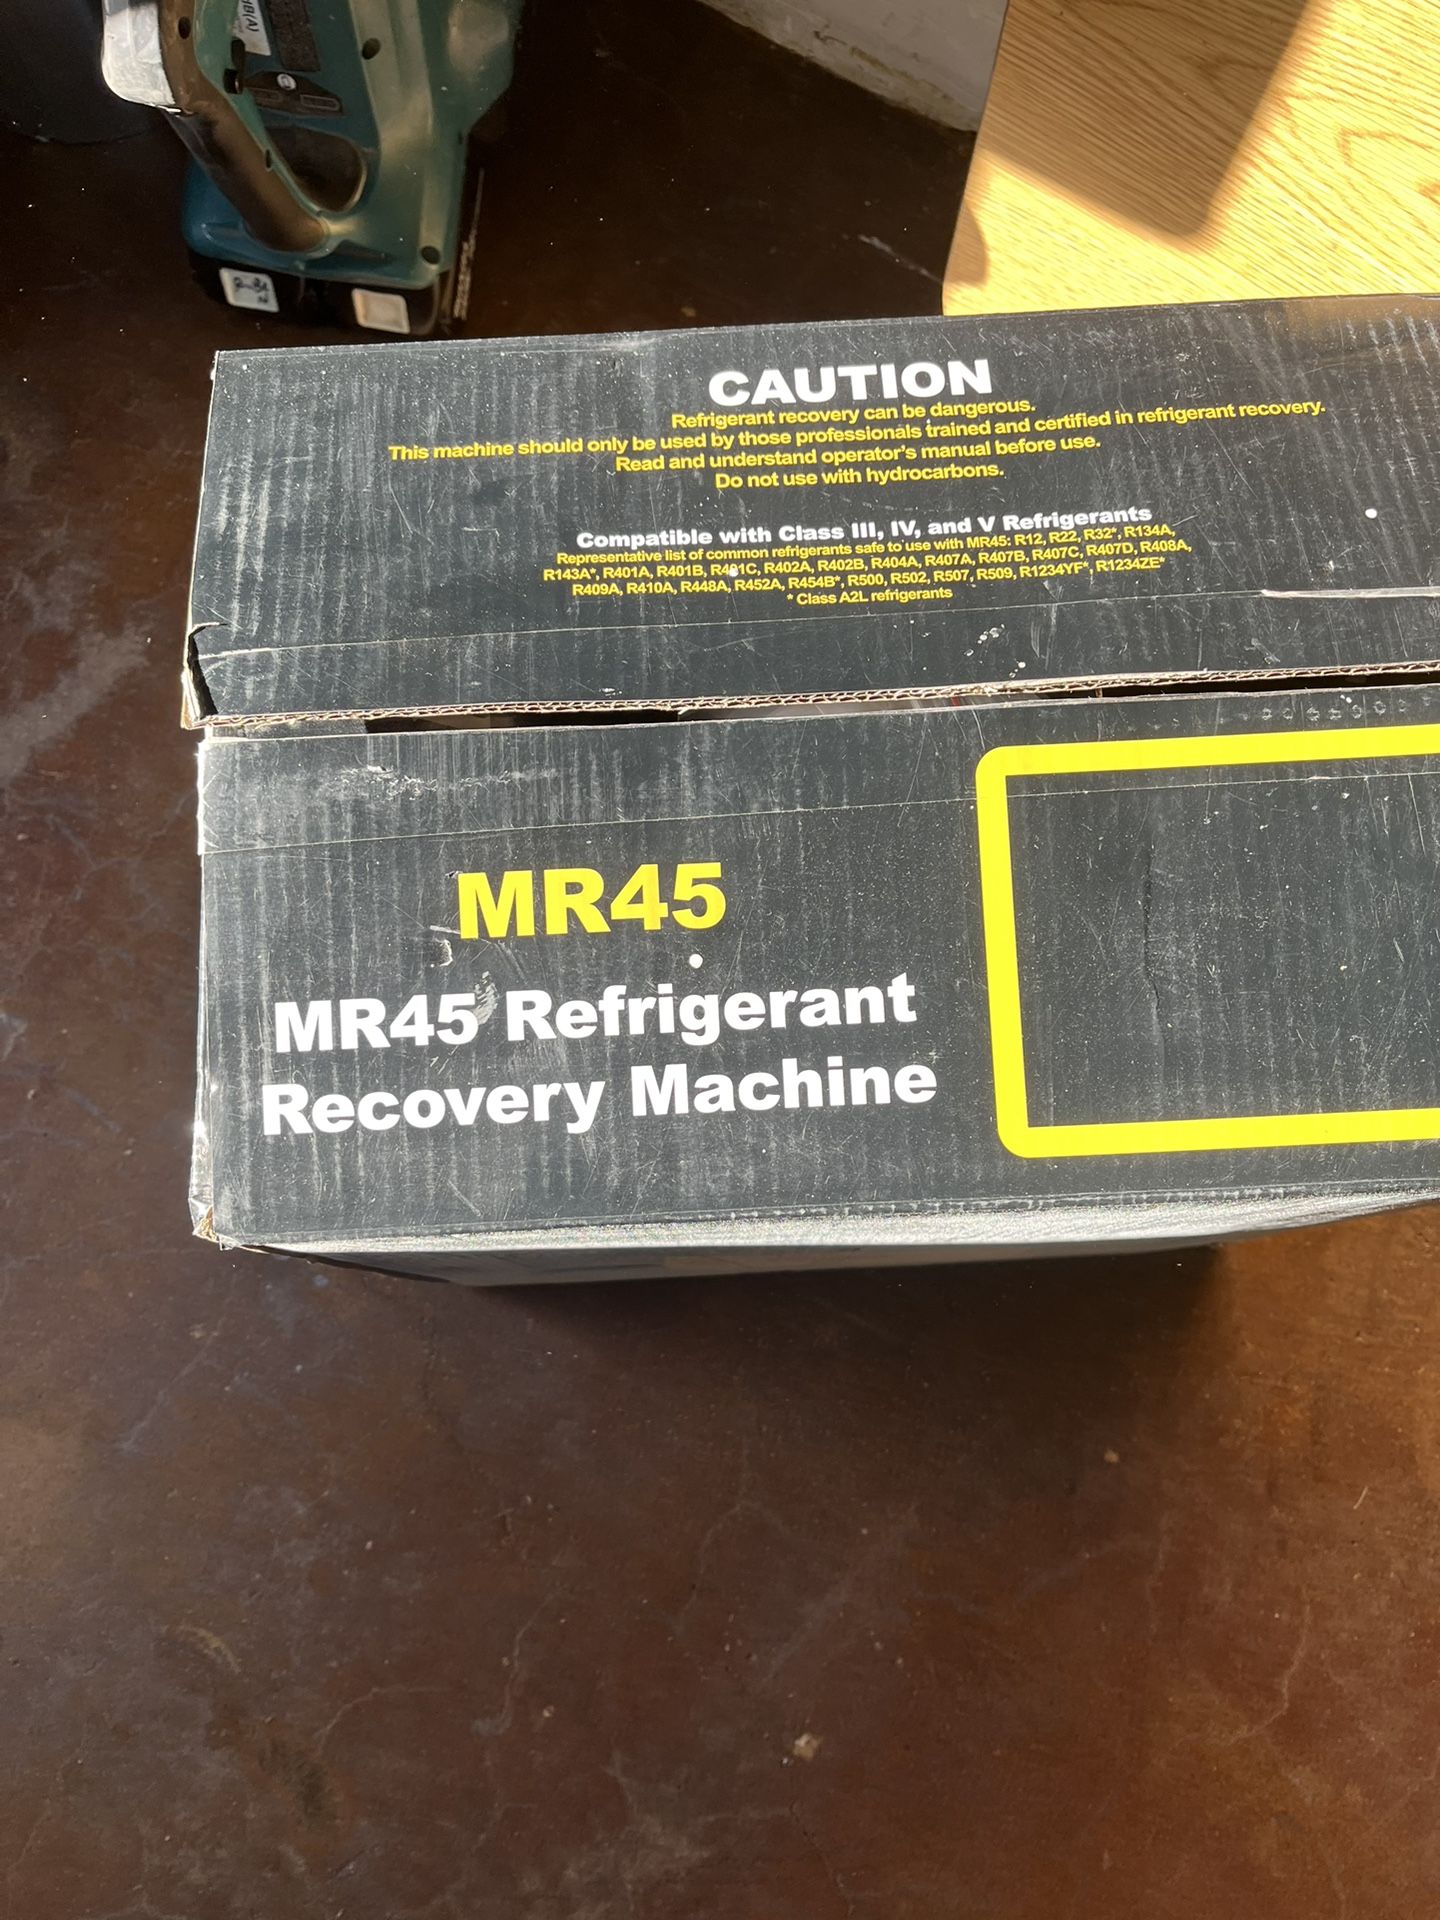 HB(A)
CAUTION
Refrigerant recovery can be dangerous.
This machine should only be used by those professionals trained and certified in refrigerant recovery.
Read and understand operator's manual before use.
Do not use with hydrocarbons.
Compatible with Class III, IV, and V Refrigerants
Representative list of common refrigerants safe to use with MR45: R12, R22, R32*, R134A,
R143A*, R401A, R401B, R401C, R402A, R402B, R404A, R407A, R407B, R407C, R407D, R408A,
R409A, R410A, R448A, R452A, R454B*, R500, R502, R507, R509, R1234YF*, R1234ZE*
* Class A2L refrigerants
MR45
MR45 Refrigerant
Recovery Machine